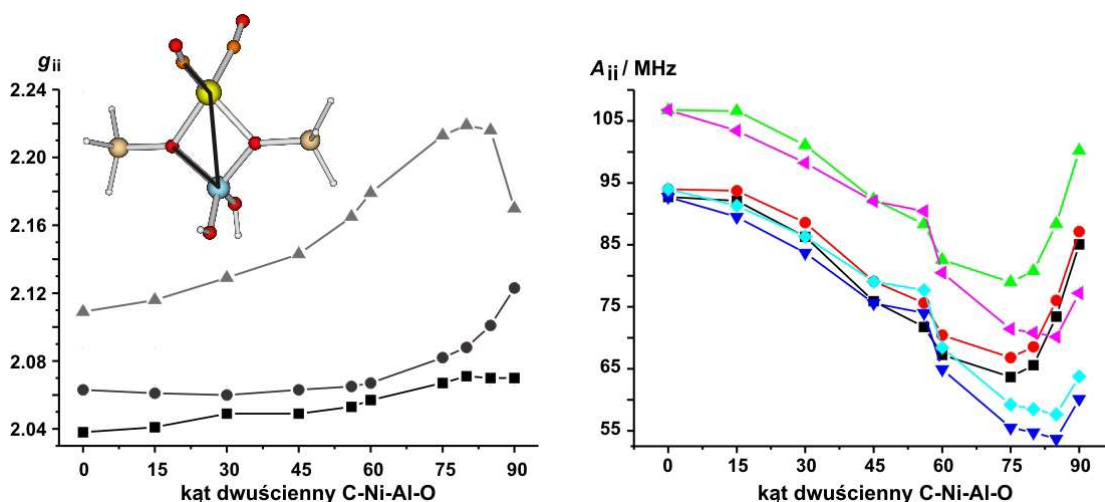 g ii
2.24
2.20
2.16
2.12
2.08
2.04
0 15 30 45 60 75 90
kąt dwuścienny C-Ni-Al-O
A ii / MHz
105
95
85
75
65
55
0 15 30 45 60 75 90
kąt dwuścienny C-Ni-Al-O